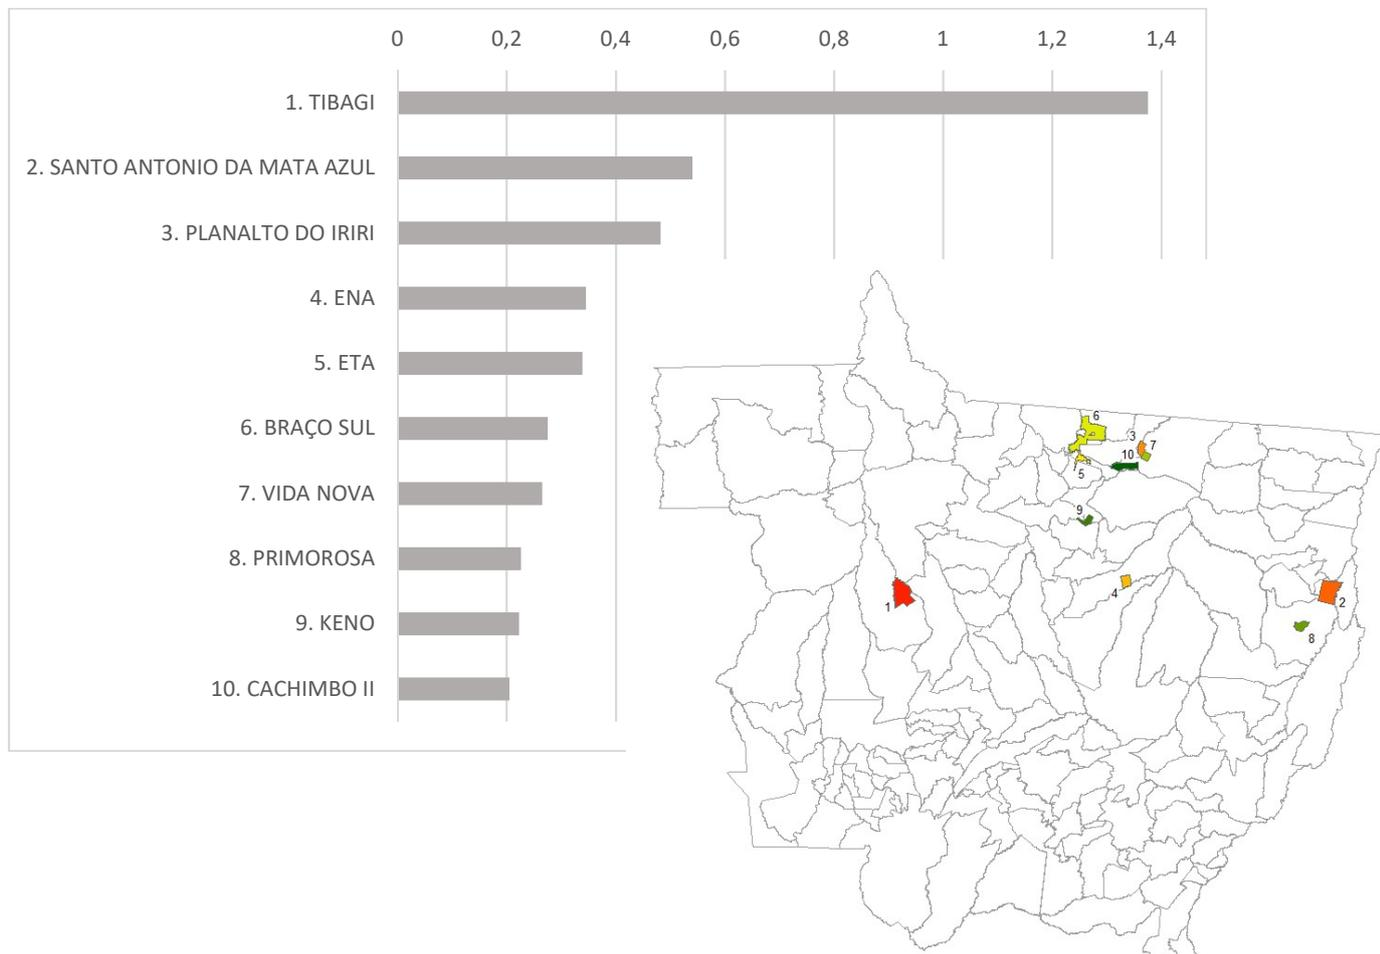 0 0,2 0,4 0,6 0,8 1 1,2 1,4
1. TIBAGI
2. SANTO ANTONIO DA MATA AZUL
3. PLANALTO DO IRIRI
4. ENA
5. ETA
6. BRAÇO SUL
7. VIDA NOVA
8. PRIMOROSA
9. KENO
10. CACHIMBO II
6
3
7
10
5
9
4
1
2
8